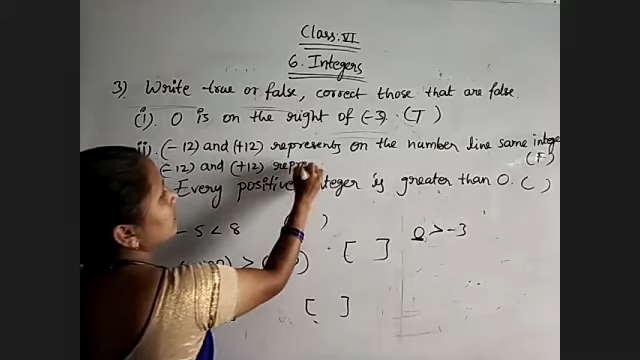 Class: VI
6. Integers
3) Write true or false, correct those that are false.
(i). 0 is on the right of (-3). (T)
ii). (-12) and (+12) represents on the number line same intege
(F)
(-12) and (+12) repre
Every positive integer is greater than 0. ( )
-5 < 8 ( )
0 > -3
) > ( [ ]
[ ]